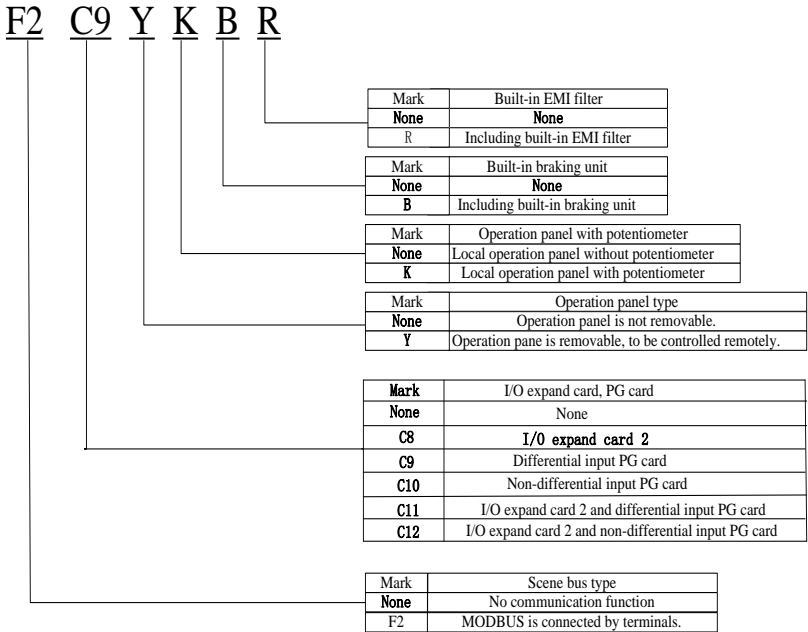 F2 C9 Y K B R
Mark Built-in EMI filter
None None
R Including built-in EMI filter
Mark Built-in braking unit
None None
B Including built-in braking unit
Mark Operation panel with potentiometer
None Local operation panel without potentiometer
K Local operation panel with potentiometer
Mark Operation panel type
None Operation panel is not removable.
Y Operation pane is removable, to be controlled remotely.
Mark I/O expand card, PG card
None None
C8 I/O expand card 2
C9 Differential input PG card
C10 Non-differential input PG card
C11 I/O expand card 2 and differential input PG card
C12 I/O expand card 2 and non-differential input PG card
Mark Scene bus type
None No communication function
F2 MODBUS is connected by terminals.